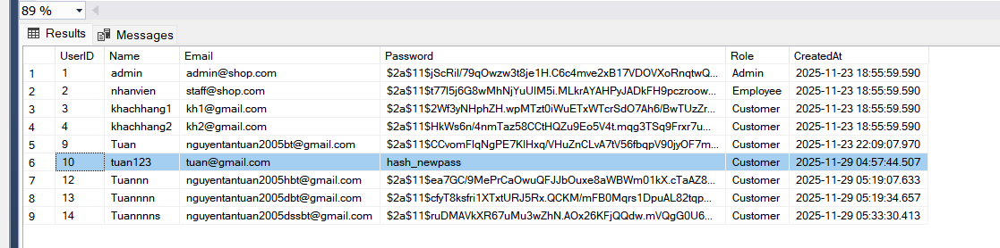 89 %
Results Messages
UserID Name Email Password Role CreatedAt
1 1 admin admin@shop.com $2a$11$jScRil/79qOwzw3t8je1H.C6c4mve2xB17VDOVXoRnqtwQ... Admin 2025-11-23 18:55:59.590
2 2 nhanvien staff@shop.com $2a$11$t77l5j6G8wMhNjYuUlM5i.MLkrAYAHPyJADkFH9pczroow... Employee 2025-11-23 18:55:59.590
3 3 khachhang1 kh1@gmail.com $2a$11$2Wf3yNHphZH.wpMTzt0iWuETxWTcrSdO7Ah6/BwTUzZr... Customer 2025-11-23 18:55:59.590
4 4 khachhang2 kh2@gmail.com $2a$11$HkWs6n/4nmTaz58CCtHQZu9Eo5V4t.mqg3TSq9Frxr7u... Customer 2025-11-23 18:55:59.590
5 9 Tuan nguyentantuan2005bt@gmail.com $2a$11$CCvomFIqNgPE7KlHxq/VHuZnCLvA7tV56fbqpV90jyOF7m... Customer 2025-11-23 22:09:07.970
6 10 tuan123 tuan@gmail.com hash_newpass Customer 2025-11-29 04:57:44.507
7 12 Tuannn nguyentantuan2005hbt@gmail.com $2a$11$ea7GC/9MePrCaOwuQFJJbOuxe8aWBWm01kX.cTaAZ8... Customer 2025-11-29 05:19:07.633
8 13 Tuannnn nguyentantuan2005dbt@gmail.com $2a$11$cfyT8ksfri1XTxtURJ5Rx.QCKM/mFB0Mqrs1DpuAL82tqp... Customer 2025-11-29 05:19:34.657
9 14 Tuannnns nguyentantuan2005dssbt@gmail.com $2a$11$ruDMAVkXR67uMu3wZhN.AOx26KFjQQdw.mVQgG0U6... Customer 2025-11-29 05:33:30.413